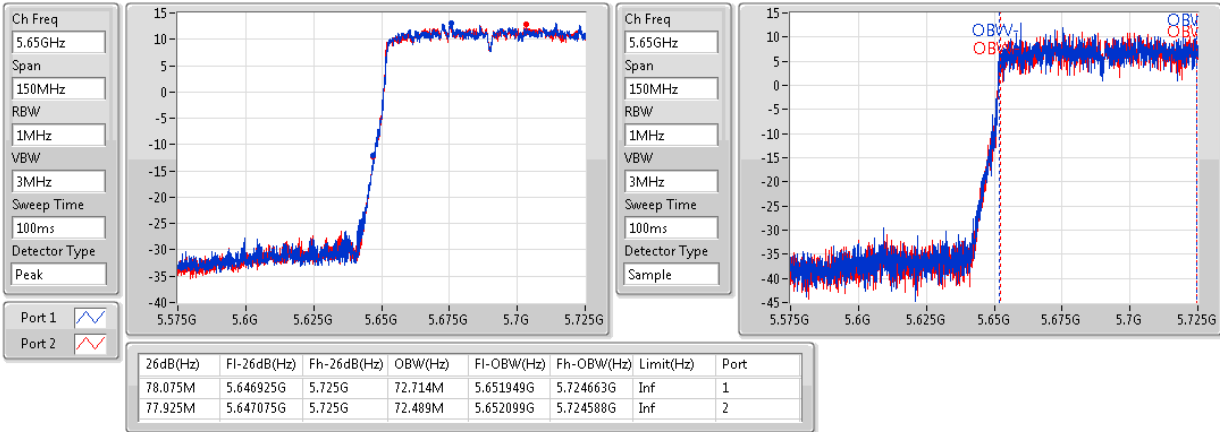 Ch Freq
5.65GHz
Span
150MHz
RBW
1MHz
VBW
3MHz
Sweep Time
100ms
Detector Type
Peak
Port 1
Port 2
15
10
5
0
-5
-10
-15
-20
-25
-30
-35
-40
5.575G 5.6G 5.625G 5.65G 5.675G 5.7G 5.725G
Ch Freq
5.65GHz
Span
150MHz
RBW
1MHz
VBW
3MHz
Sweep Time
100ms
Detector Type
Sample
15
10
5
0
-5
-10
-15
-20
-25
-30
-35
-40
-45
OBW-
OBW
OBW
5.575G 5.6G 5.625G 5.65G 5.675G 5.7G 5.725G
26dB(Hz) Fl-26dB(Hz) Fh-26dB(Hz) OBW(Hz) Fl-OBW(Hz) Fh-OBW(Hz) Limit(Hz) Port
78.075M 5.646925G 5.725G 72.714M 5.651949G 5.724663G Inf 1
77.925M 5.647075G 5.725G 72.489M 5.652099G 5.724588G Inf 2